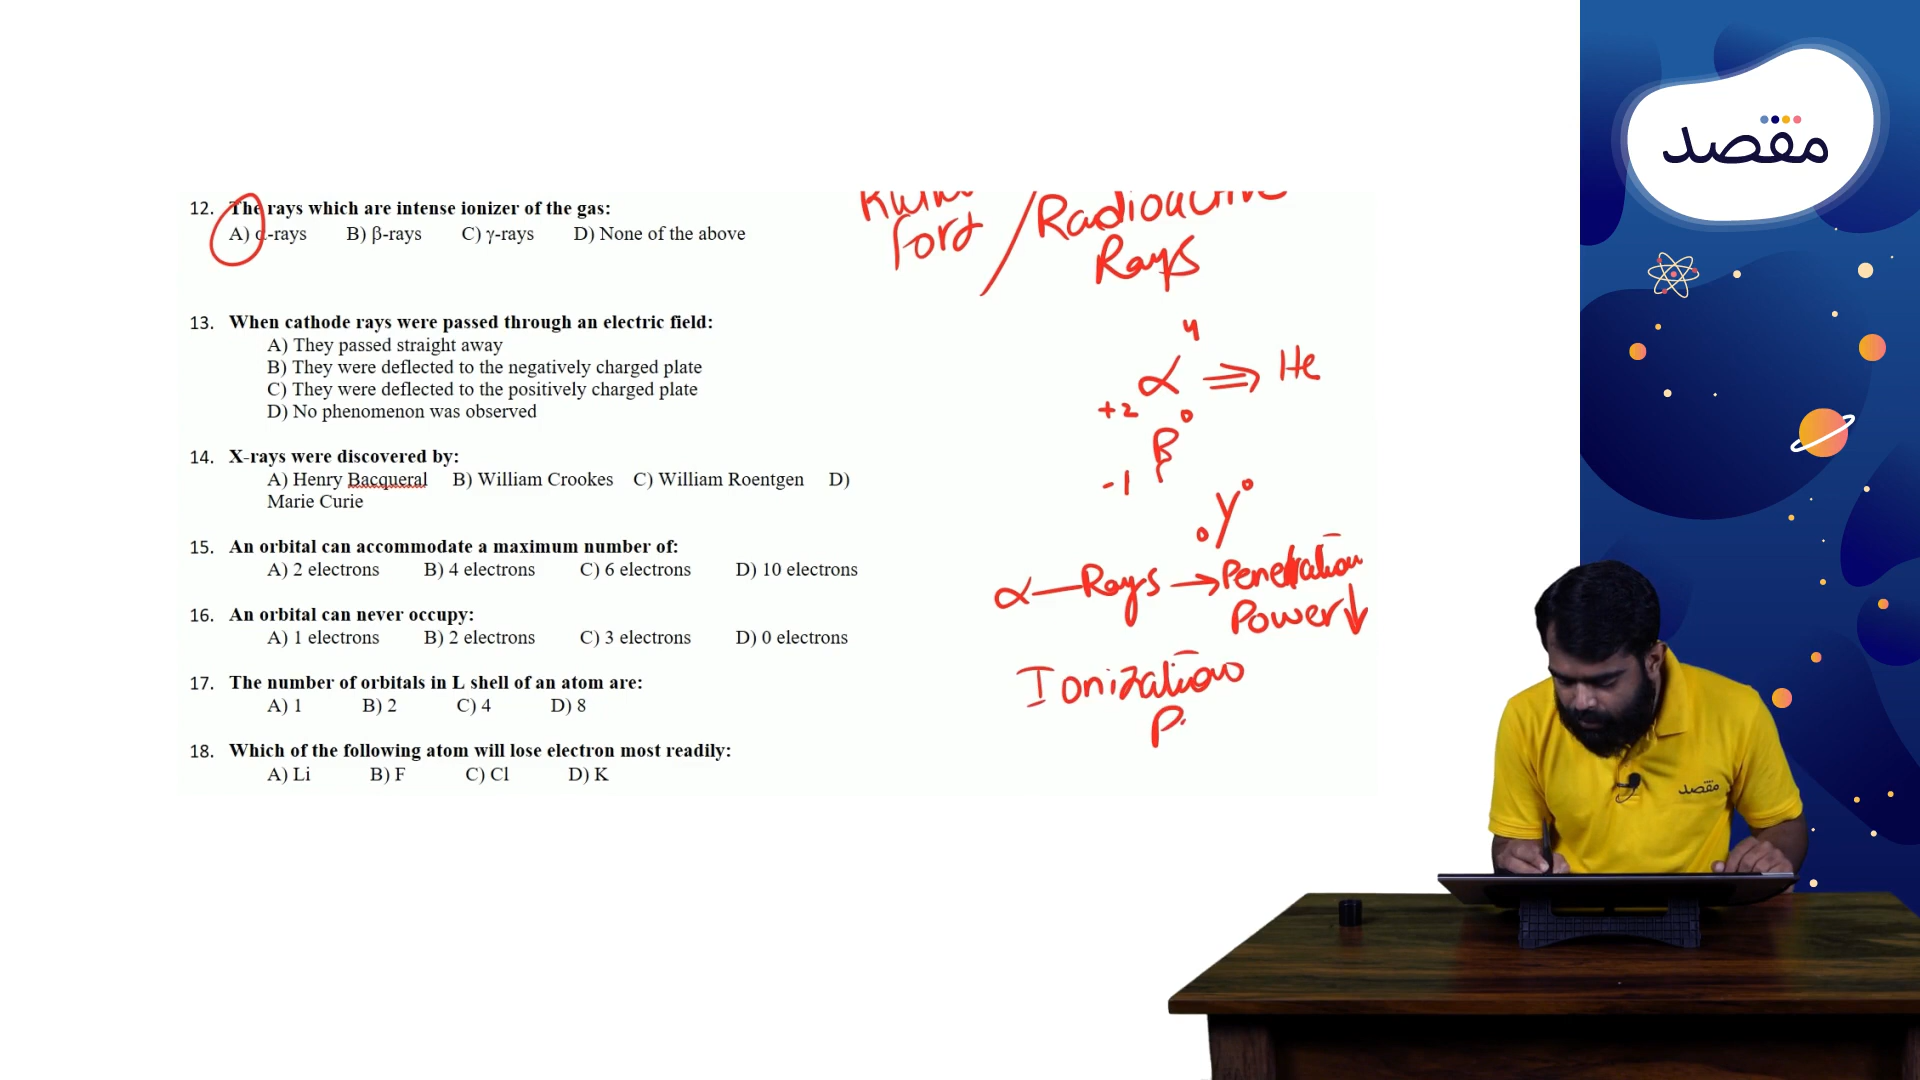 مقصد
12. The rays which are intense ionizer of the gas:
A) α-rays B) β-rays C) γ-rays D) None of the above
ford / Radioactive
Rays
13. When cathode rays were passed through an electric field:
A) They passed straight away
B) They were deflected to the negatively charged plate
C) They were deflected to the positively charged plate
D) No phenomenon was observed
4
α ⇒ He
+2
0
β
-1
γ 0
0
14. X-rays were discovered by:
A) Henry Bacqueral B) William Crookes C) William Roentgen D)
Marie Curie
15. An orbital can accommodate a maximum number of:
A) 2 electrons B) 4 electrons C) 6 electrons D) 10 electrons
α—Rays → Penetration
Power ↓
16. An orbital can never occupy:
A) 1 electrons B) 2 electrons C) 3 electrons D) 0 electrons
17. The number of orbitals in L shell of an atom are:
A) 1 B) 2 C) 4 D) 8
Ionization
P.
18. Which of the following atom will lose electron most readily:
A) Li B) F C) Cl D) K
مقصد